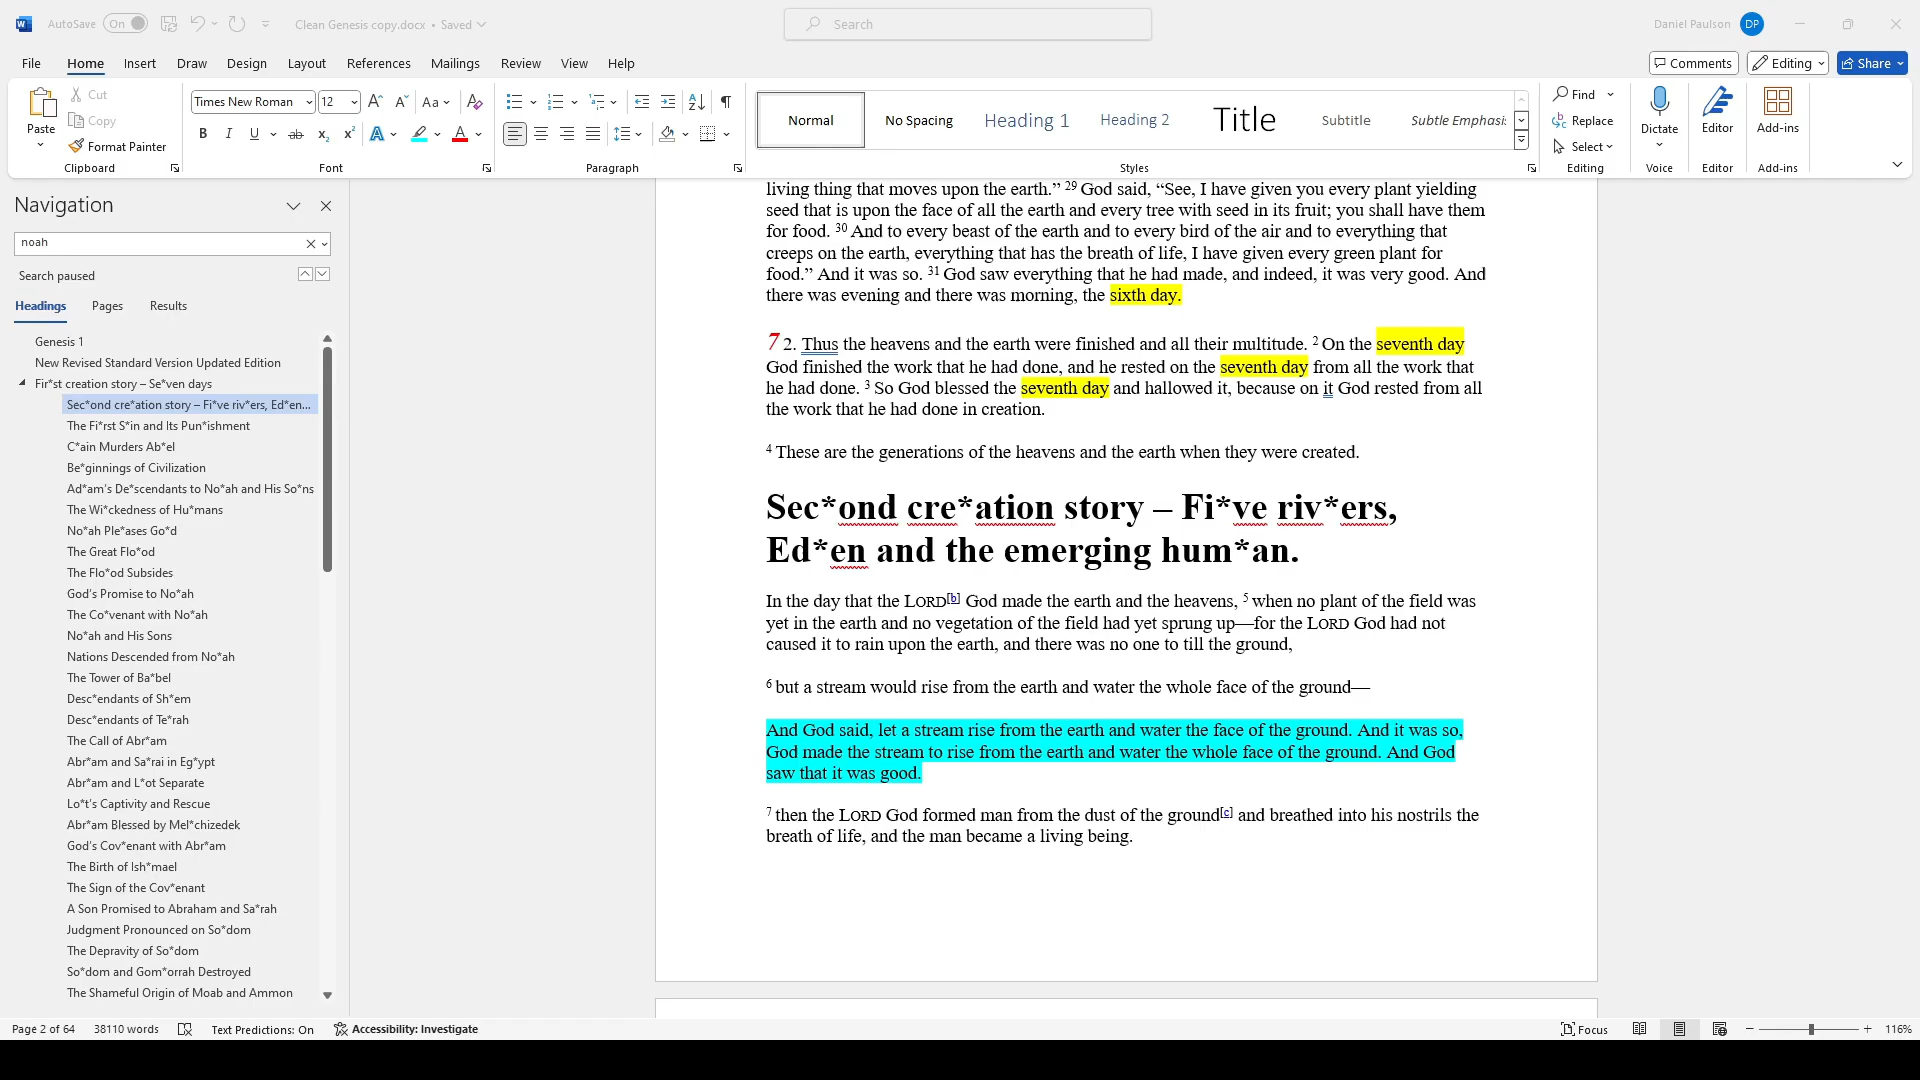 AutoSave On Clean Genesis copy.docx • Saved Search Daniel Paulson DP
File Home Insert Draw Design Layout References Mailings Review View Help Comments Editing Share
Paste Cut Copy Format Painter Clipboard
Times New Roman 12 Aa Font
Paragraph
Normal No Spacing Heading 1 Heading 2 Title Subtitle Subtle Emphasis Styles
Find Replace Select Editing
Dictate Voice
Editor Editor
Add-ins Add-ins
Navigation
noah
Search paused
Headings Pages Results
Genesis 1
New Revised Standard Version Updated Edition
Fir*st creation story – Se*ven days
Sec*ond cre*ation story – Fi*ve riv*ers, Ed*en...
The Fi*rst S*in and Its Pun*ishment
C*ain Murders Ab*el
Be*ginnings of Civilization
Ad*am's De*scendants to No*ah and His So*ns
The Wi*ckedness of Hu*mans
No*ah Ple*ases Go*d
The Great Flo*od
The Flo*od Subsides
God's Promise to No*ah
The Co*venant with No*ah
No*ah and His Sons
Nations Descended from No*ah
The Tower of Ba*bel
Desc*endants of Sh*em
Desc*endants of Te*rah
The Call of Abr*am
Abr*am and Sa*rai in Eg*ypt
Abr*am and L*ot Separate
Lo*t's Captivity and Rescue
Abr*am Blessed by Mel*chizedek
God's Cov*enant with Abr*am
The Birth of Ish*mael
The Sign of the Cov*enant
A Son Promised to Abraham and Sa*rah
Judgment Pronounced on So*dom
The Depravity of So*dom
So*dom and Gom*orrah Destroyed
The Shameful Origin of Moab and Ammon
living thing that moves upon the earth.” 29 God said, “See, I have given you every plant yielding
seed that is upon the face of all the earth and every tree with seed in its fruit; you shall have them
for food. 30 And to every beast of the earth and to every bird of the air and to everything that
creeps on the earth, everything that has the breath of life, I have given every green plant for
food.” And it was so. 31 God saw everything that he had made, and indeed, it was very good. And
there was evening and there was morning, the sixth day.
7 2. Thus the heavens and the earth were finished and all their multitude. 2 On the seventh day
God finished the work that he had done, and he rested on the seventh day from all the work that
he had done. 3 So God blessed the seventh day and hallowed it, because on it God rested from all
the work that he had done in creation.
4 These are the generations of the heavens and the earth when they were created.
Sec*ond cre*ation story – Fi*ve riv*ers,
Ed*en and the emerging hum*an.
In the day that the LORD[b] God made the earth and the heavens, 5 when no plant of the field was
yet in the earth and no vegetation of the field had yet sprung up—for the LORD God had not
caused it to rain upon the earth, and there was no one to till the ground,
6 but a stream would rise from the earth and water the whole face of the ground—
And God said, let a stream rise from the earth and water the face of the ground. And it was so,
God made the stream to rise from the earth and water the whole face of the ground. And God
saw that it was good.
7 then the LORD God formed man from the dust of the ground[c] and breathed into his nostrils the
breath of life, and the man became a living being.
Page 2 of 64 38110 words Text Predictions: On Accessibility: Investigate Focus 116%